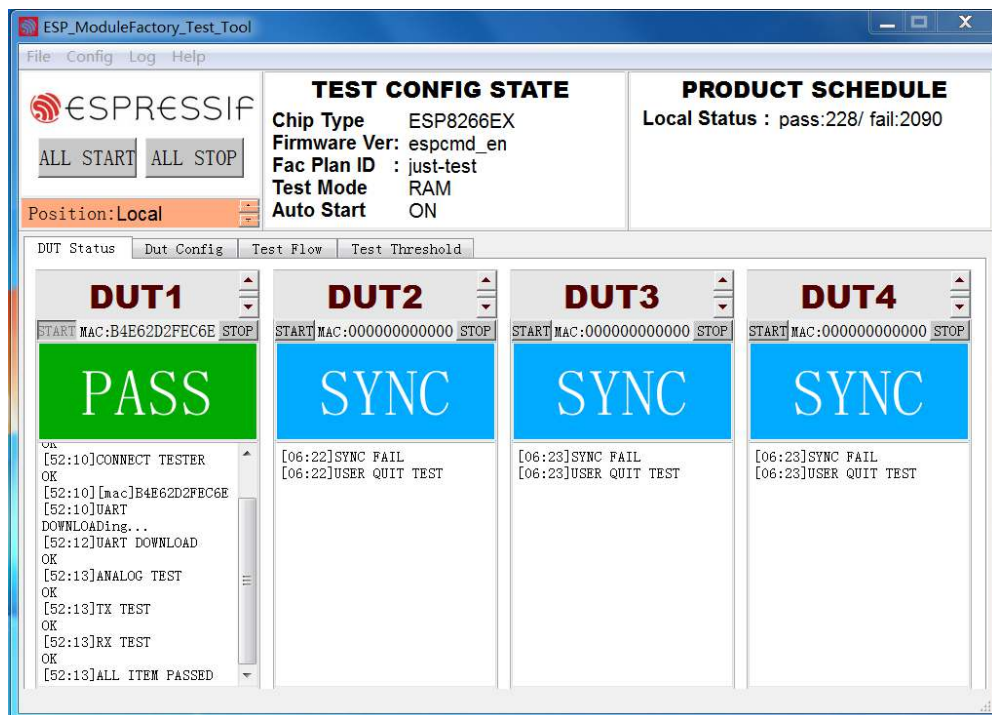 ESP_ModuleFactory_Test_Tool
File Config Log Help
ESPRESSIF
ALL START ALL STOP
Position:Local
TEST CONFIG STATE
Chip Type ESP8266EX
Firmware Ver: espcmd_en
Fac Plan ID : just-test
Test Mode RAM
Auto Start ON
PRODUCT SCHEDULE
Local Status : pass:228/ fail:2090
DUT Status Dut Config Test Flow Test Threshold
DUT1
START MAC:B4E62D2FEC6E STOP
PASS
OK
[52:10]CONNECT TESTER
OK
[52:10][mac]B4E62D2FEC6E
[52:10]UART
DOWNLOADing...
[52:12]UART DOWNLOAD
OK
[52:13]ANALOG TEST
OK
[52:13]TX TEST
OK
[52:13]RX TEST
OK
[52:13]ALL ITEM PASSED
DUT2
START MAC:000000000000 STOP
SYNC
[06:22]SYNC FAIL
[06:22]USER QUIT TEST
DUT3
START MAC:000000000000 STOP
SYNC
[06:23]SYNC FAIL
[06:23]USER QUIT TEST
DUT4
START MAC:000000000000 STOP
SYNC
[06:23]SYNC FAIL
[06:23]USER QUIT TEST